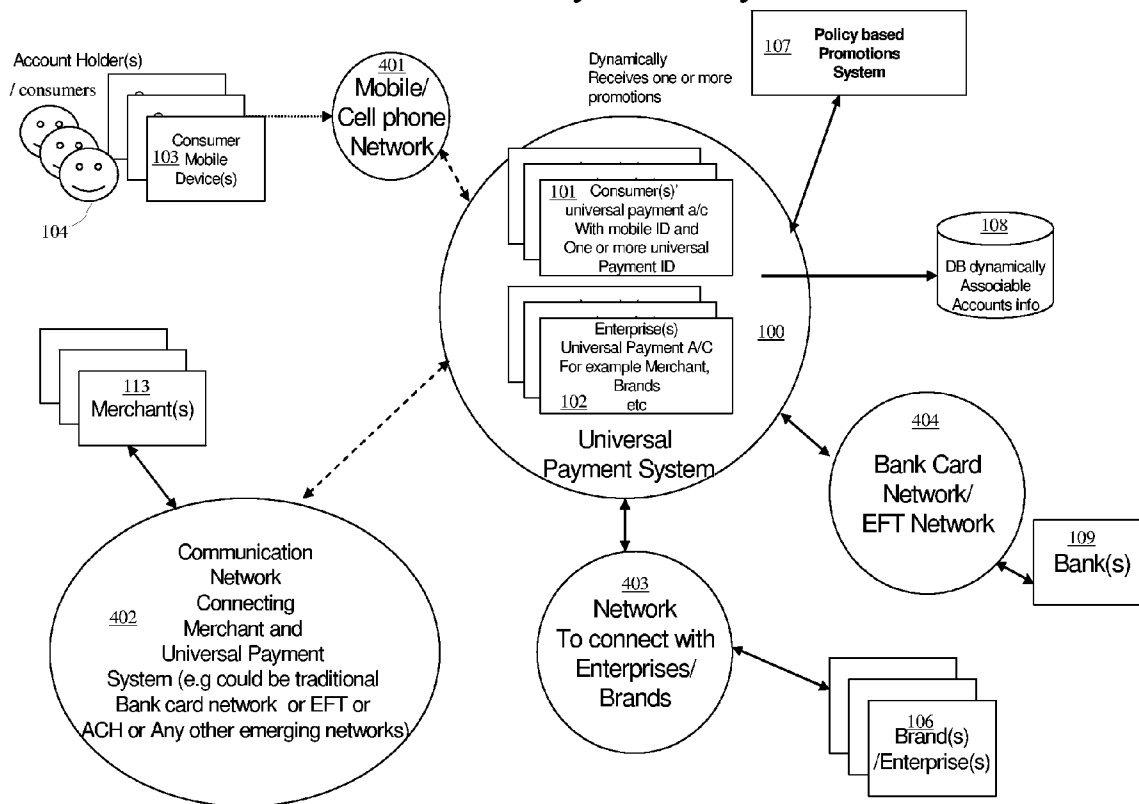 Account Holder(s)
/ consumers
103
Consumer
Mobile
Device(s)
104
401
Mobile/
Cell phone
Network
Dynamically
Receives one or more
promotions
107
Policy based
Promotions
System
101 Consumer(s)'
universal payment a/c
With mobile ID and
One or more universal
Payment ID
Enterprise(s)
Universal Payment A/C
For example Merchant,
Brands
102 etc
100
Universal
Payment System
108
DB dynamically
Associable
Accounts info
113
Merchant(s)
402
Communication
Network
Connecting
Merchant and
Universal Payment
System (e.g could be traditional
Bank card network or EFT or
ACH or Any other emerging networks)
403
Network
To connect with
Enterprises/
Brands
404
Bank Card
Network/
EFT Network
109
Bank(s)
106
Brand(s)
/Enterprise(s)